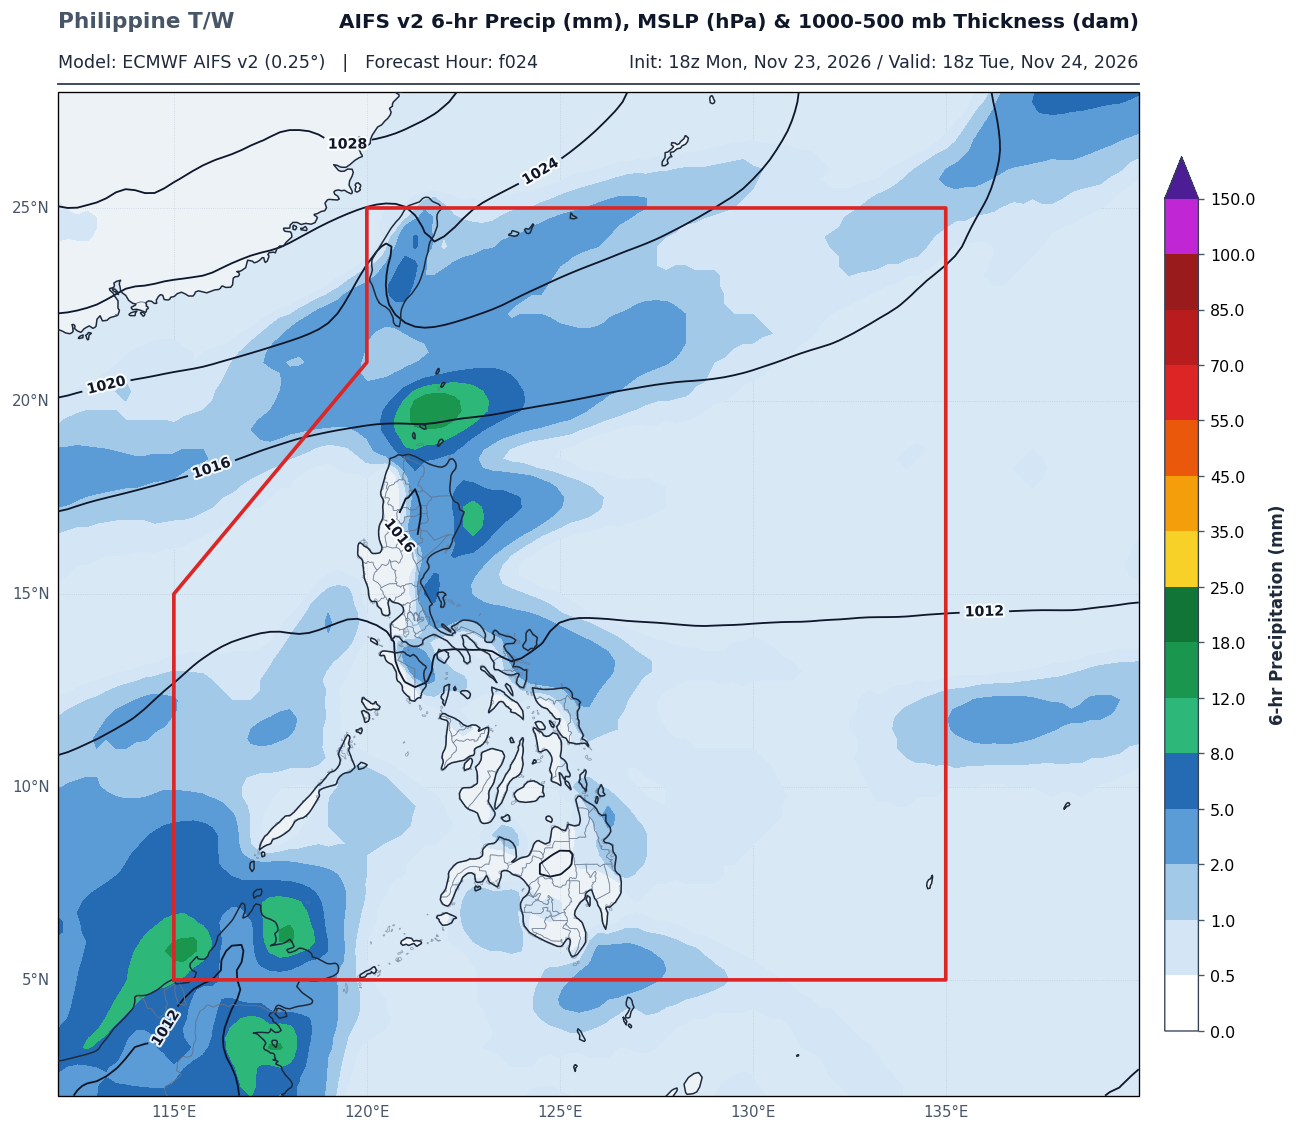 Philippine T/W
AIFS v2 6-hr Precip (mm), MSLP (hPa) & 1000-500 mb Thickness (dam)
Model: ECMWF AIFS v2 (0.25°) | Forecast Hour: f024
Init: 18z Mon, Nov 23, 2026 / Valid: 18z Tue, Nov 24, 2026
1028
1024
1020
1016
1016
1012
1012
25°N
20°N
15°N
10°N
5°N
115°E
120°E
125°E
130°E
135°E
150.0
100.0
85.0
70.0
55.0
45.0
35.0
25.0
18.0
12.0
8.0
5.0
2.0
1.0
0.5
0.0
6-hr Precipitation (mm)